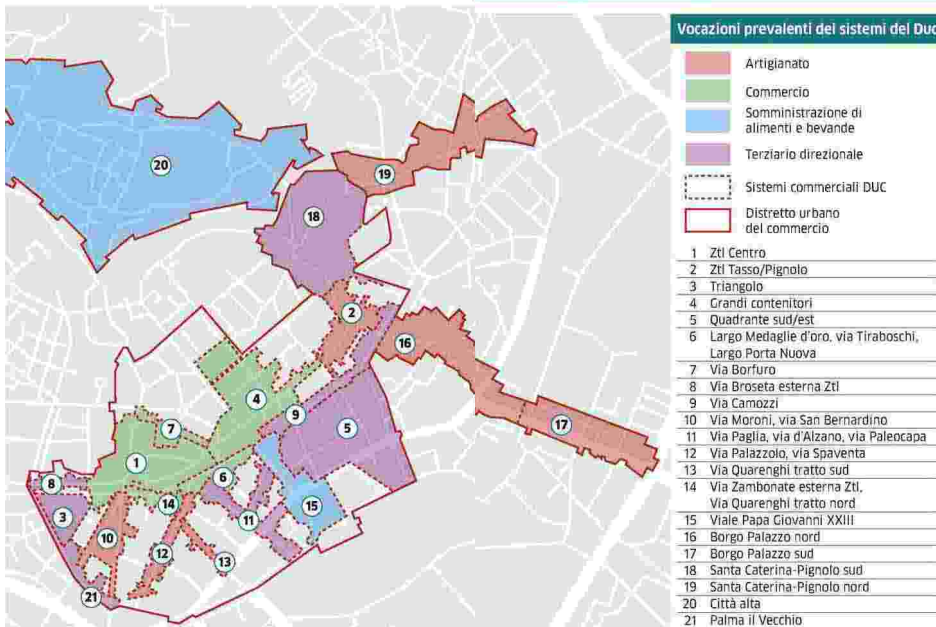 Vocazioni prevalenti dei sistemi del Duc
Artigianato
Commercio
Somministrazione di
alimenti e bevande
Terziario direzionale
Sistemi commerciali DUC
Distretto urbano
del commercio
1 Ztl Centro
2 Ztl Tasso/Pignolo
3 Triangolo
4 Grandi contenitori
5 Quadrante sud/est
6 Largo Medaglie d'oro, via Tiraboschi,
Largo Porta Nuova
7 Via Borfuro
8 Via Broseta esterna Ztl
9 Via Camozzi
10 Via Moroni, via San Bernardino
11 Via Paglia, via d'Alzano, via Paleocapa
12 Via Palazzolo, via Spaventa
13 Via Quarenghi tratto sud
14 Via Zambonate esterna Ztl,
Via Quarenghi tratto nord
15 Viale Papa Giovanni XXIII
16 Borgo Palazzo nord
17 Borgo Palazzo sud
18 Santa Caterina-Pignolo sud
19 Santa Caterina-Pignolo nord
20 Città alta
21 Palma il Vecchio
20
19
18
2
16
4
9
7
5
17
1
8
6
3
14
15
10
11
12
13
21